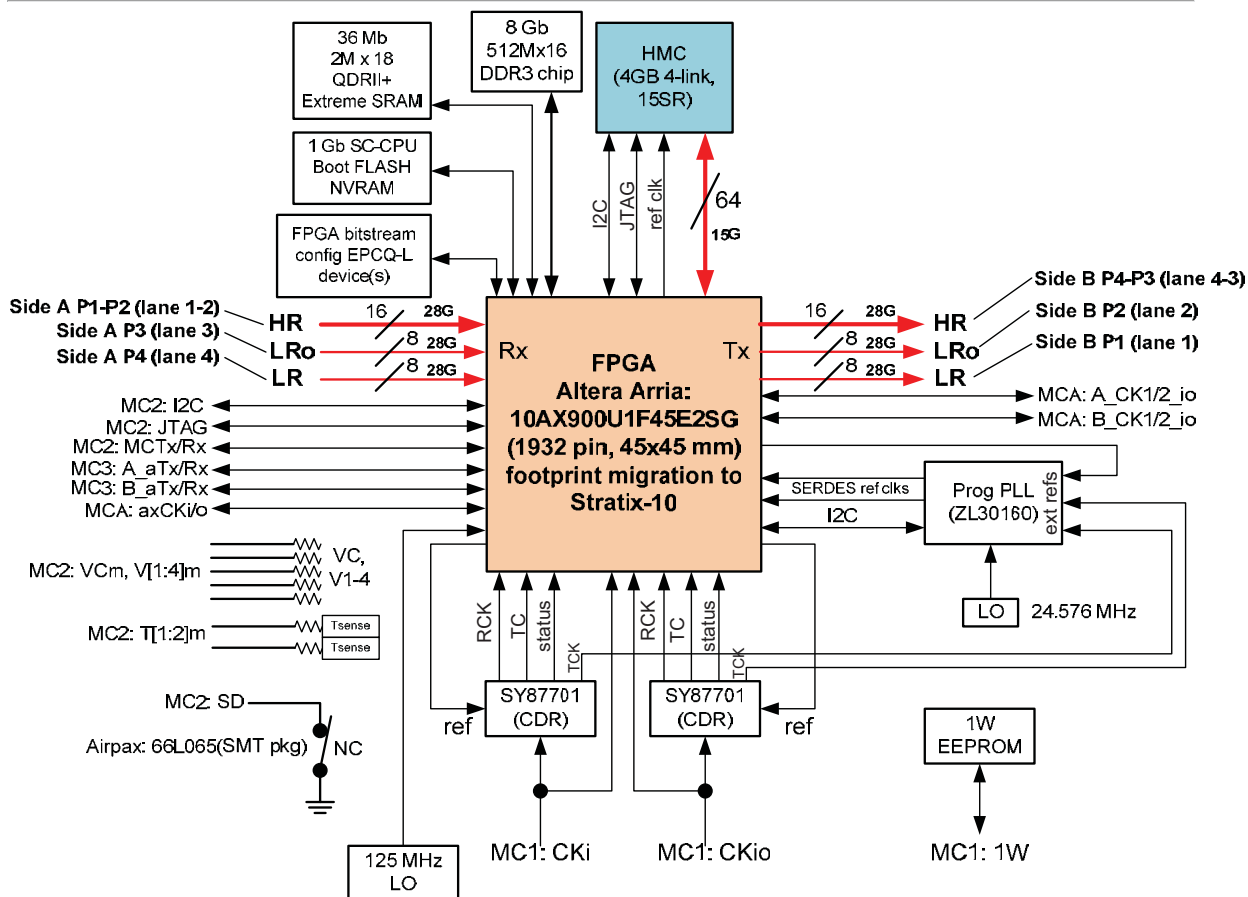 36 Mb
2M x 18
QDRII+
Extreme SRAM
8 Gb
512Mx16
DDR3 chip
HMC
(4GB 4-link,
15SR)
1 Gb SC-CPU
Boot FLASH
NVRAM
FPGA bitstream
config EPCQ-L
device(s)
I2C
JTAG
ref clk
64
15G
Side A P1-P2 (lane 1-2)
HR
Side A P3 (lane 3)
LRo
Side A P4 (lane 4)
LR
16
28G
8
28G
8
28G
Rx
Tx
FPGA
Altera Arria:
10AX900U1F45E2SG
(1932 pin, 45x45 mm)
footprint migration to
Stratix-10
16
28G
8
28G
8
28G
HR
LRo
LR
Side B P4-P3 (lane 4-3)
Side B P2 (lane 2)
Side B P1 (lane 1)
MC2: I2C
MC2: JTAG
MC2: MCTx/Rx
MC3: A_aTx/Rx
MC3: B_aTx/Rx
MCA: axCKi/o
MCA: A_CK1/2_io
MCA: B_CK1/2_io
SERDES ref clks
I2C
Prog PLL
(ZL30160)
ext refs
LO
24.576 MHz
MC2: VCm, V[1:4]m
VC,
V1-4
MC2: T[1:2]m
Tsense
Tsense
MC2: SD
Airpax: 66L065(SMT pkg)
NC
RCK
TC
status
TCK
RCK
TC
status
TCK
SY87701
(CDR)
ref
SY87701
(CDR)
ref
1W
EEPROM
125 MHz
LO
MC1: CKi
MC1: CKio
MC1: 1W